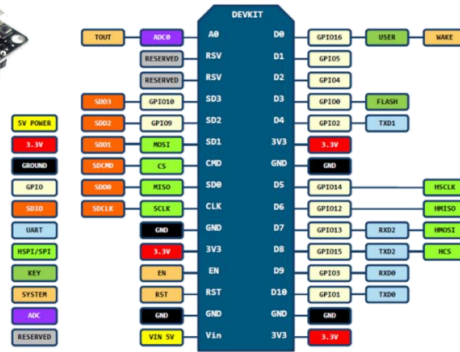 DEVKIT
TOUT ADC0 A0 D0 GPIO16 USER WAKE
RESERVED RSV D1 GPIO5
RESERVED RSV D2 GPIO4
SDD3 GPIO10 SD3 D3 GPIO0 FLASH
5V POWER SDD2 GPIO9 SD2 D4 GPIO2 TXD1
3.3V SDD1 MOSI SD1 3V3 3.3V
GROUND SDCMD CS CMD GND GND
GPIO SDD0 MISO SD0 D5 GPIO14 HSCLK
SDIO SDCLK SCLK CLK D6 GPIO12 HMISO
UART GND GND D7 GPIO13 RXD2 HMOSI
HSPI/SPI 3.3V 3V3 D8 GPIO15 TXD2 HCS
KEY EN EN D9 GPIO3 RXD0
SYSTEM RST RST D10 GPIO1 TXD0
ADC GND GND GND GND
RESERVED VIN 5V Vin 3V3 3.3V